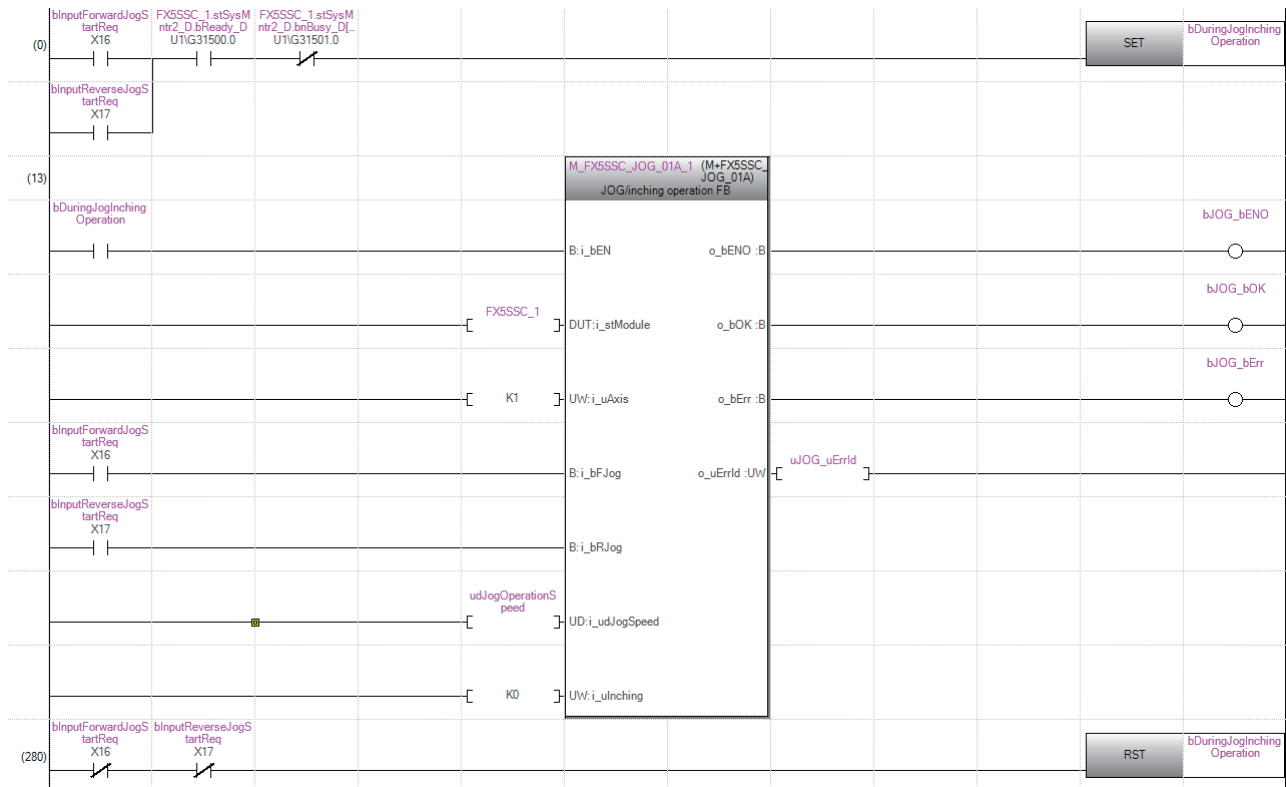 bInputForwardJogS
tartReq
X16
FX5SSC_1.stSysM
ntr2_D.bReady_D
U1\G31500.0
FX5SSC_1.stSysM
ntr2_D.bnBusy_D[_
U1\G31501.0
(0)
SET
bDuringJogInching
Operation
bInputReverseJogS
tartReq
X17
(13)
M_FX5SSC_JOG_01A_1 (M+FX5SSC_
JOG_01A)
JOG/inching operation FB
bDuringJogInching
Operation
B:i_bEN
o_bENO :B
bJOG_bENO
FX5SSC_1
DUT:i_stModule
o_bOK :B
bJOG_bOK
K1
UW:i_uAxis
o_bErr :B
bJOG_bErr
bInputForwardJogS
tartReq
X16
B:i_bFJog
o_uErrId :UW
uJOG_uErrId
bInputReverseJogS
tartReq
X17
B:i_bRJog
udJogOperationS
peed
UD:i_udJogSpeed
K0
UW:i_uInching
(280)
bInputForwardJogS
tartReq
X16
bInputReverseJogS
tartReq
X17
RST
bDuringJogInching
Operation